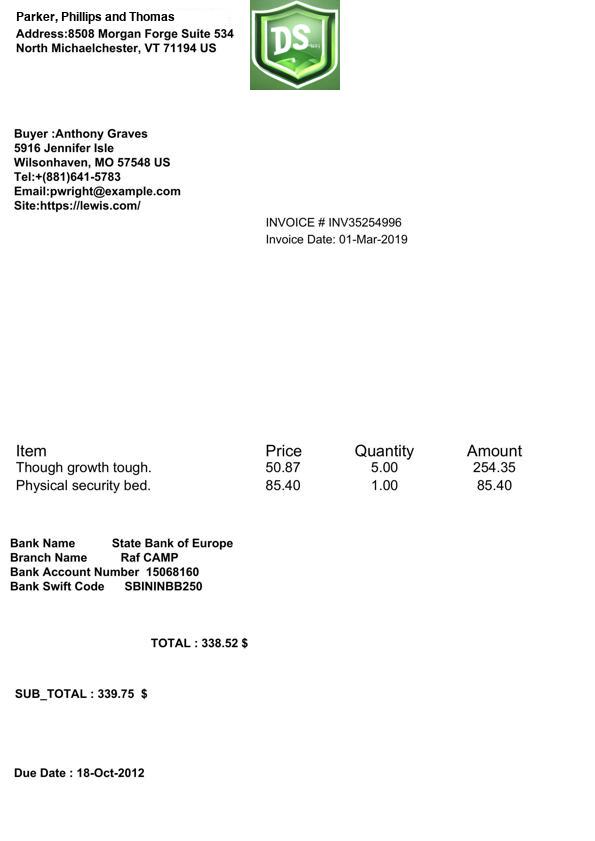 Parker, Phillips and Thomas
Address:8508 Morgan Forge Suite 534
North Michaelchester, VT 71194 US
DS
Buyer :Anthony Graves
5916 Jennifer Isle
Wilsonhaven, MO 57548 US
Tel:+(881)641-5783
Email:pwright@example.com
Site:https://lewis.com/
INVOICE # INV35254996
Invoice Date: 01-Mar-2019
Item Price Quantity Amount
Though growth tough. 50.87 5.00 254.35
Physical security bed. 85.40 1.00 85.40
Bank Name State Bank of Europe
Branch Name Raf CAMP
Bank Account Number 15068160
Bank Swift Code SBININBB250
TOTAL : 338.52 $
SUB_TOTAL : 339.75 $
Due Date : 18-Oct-2012